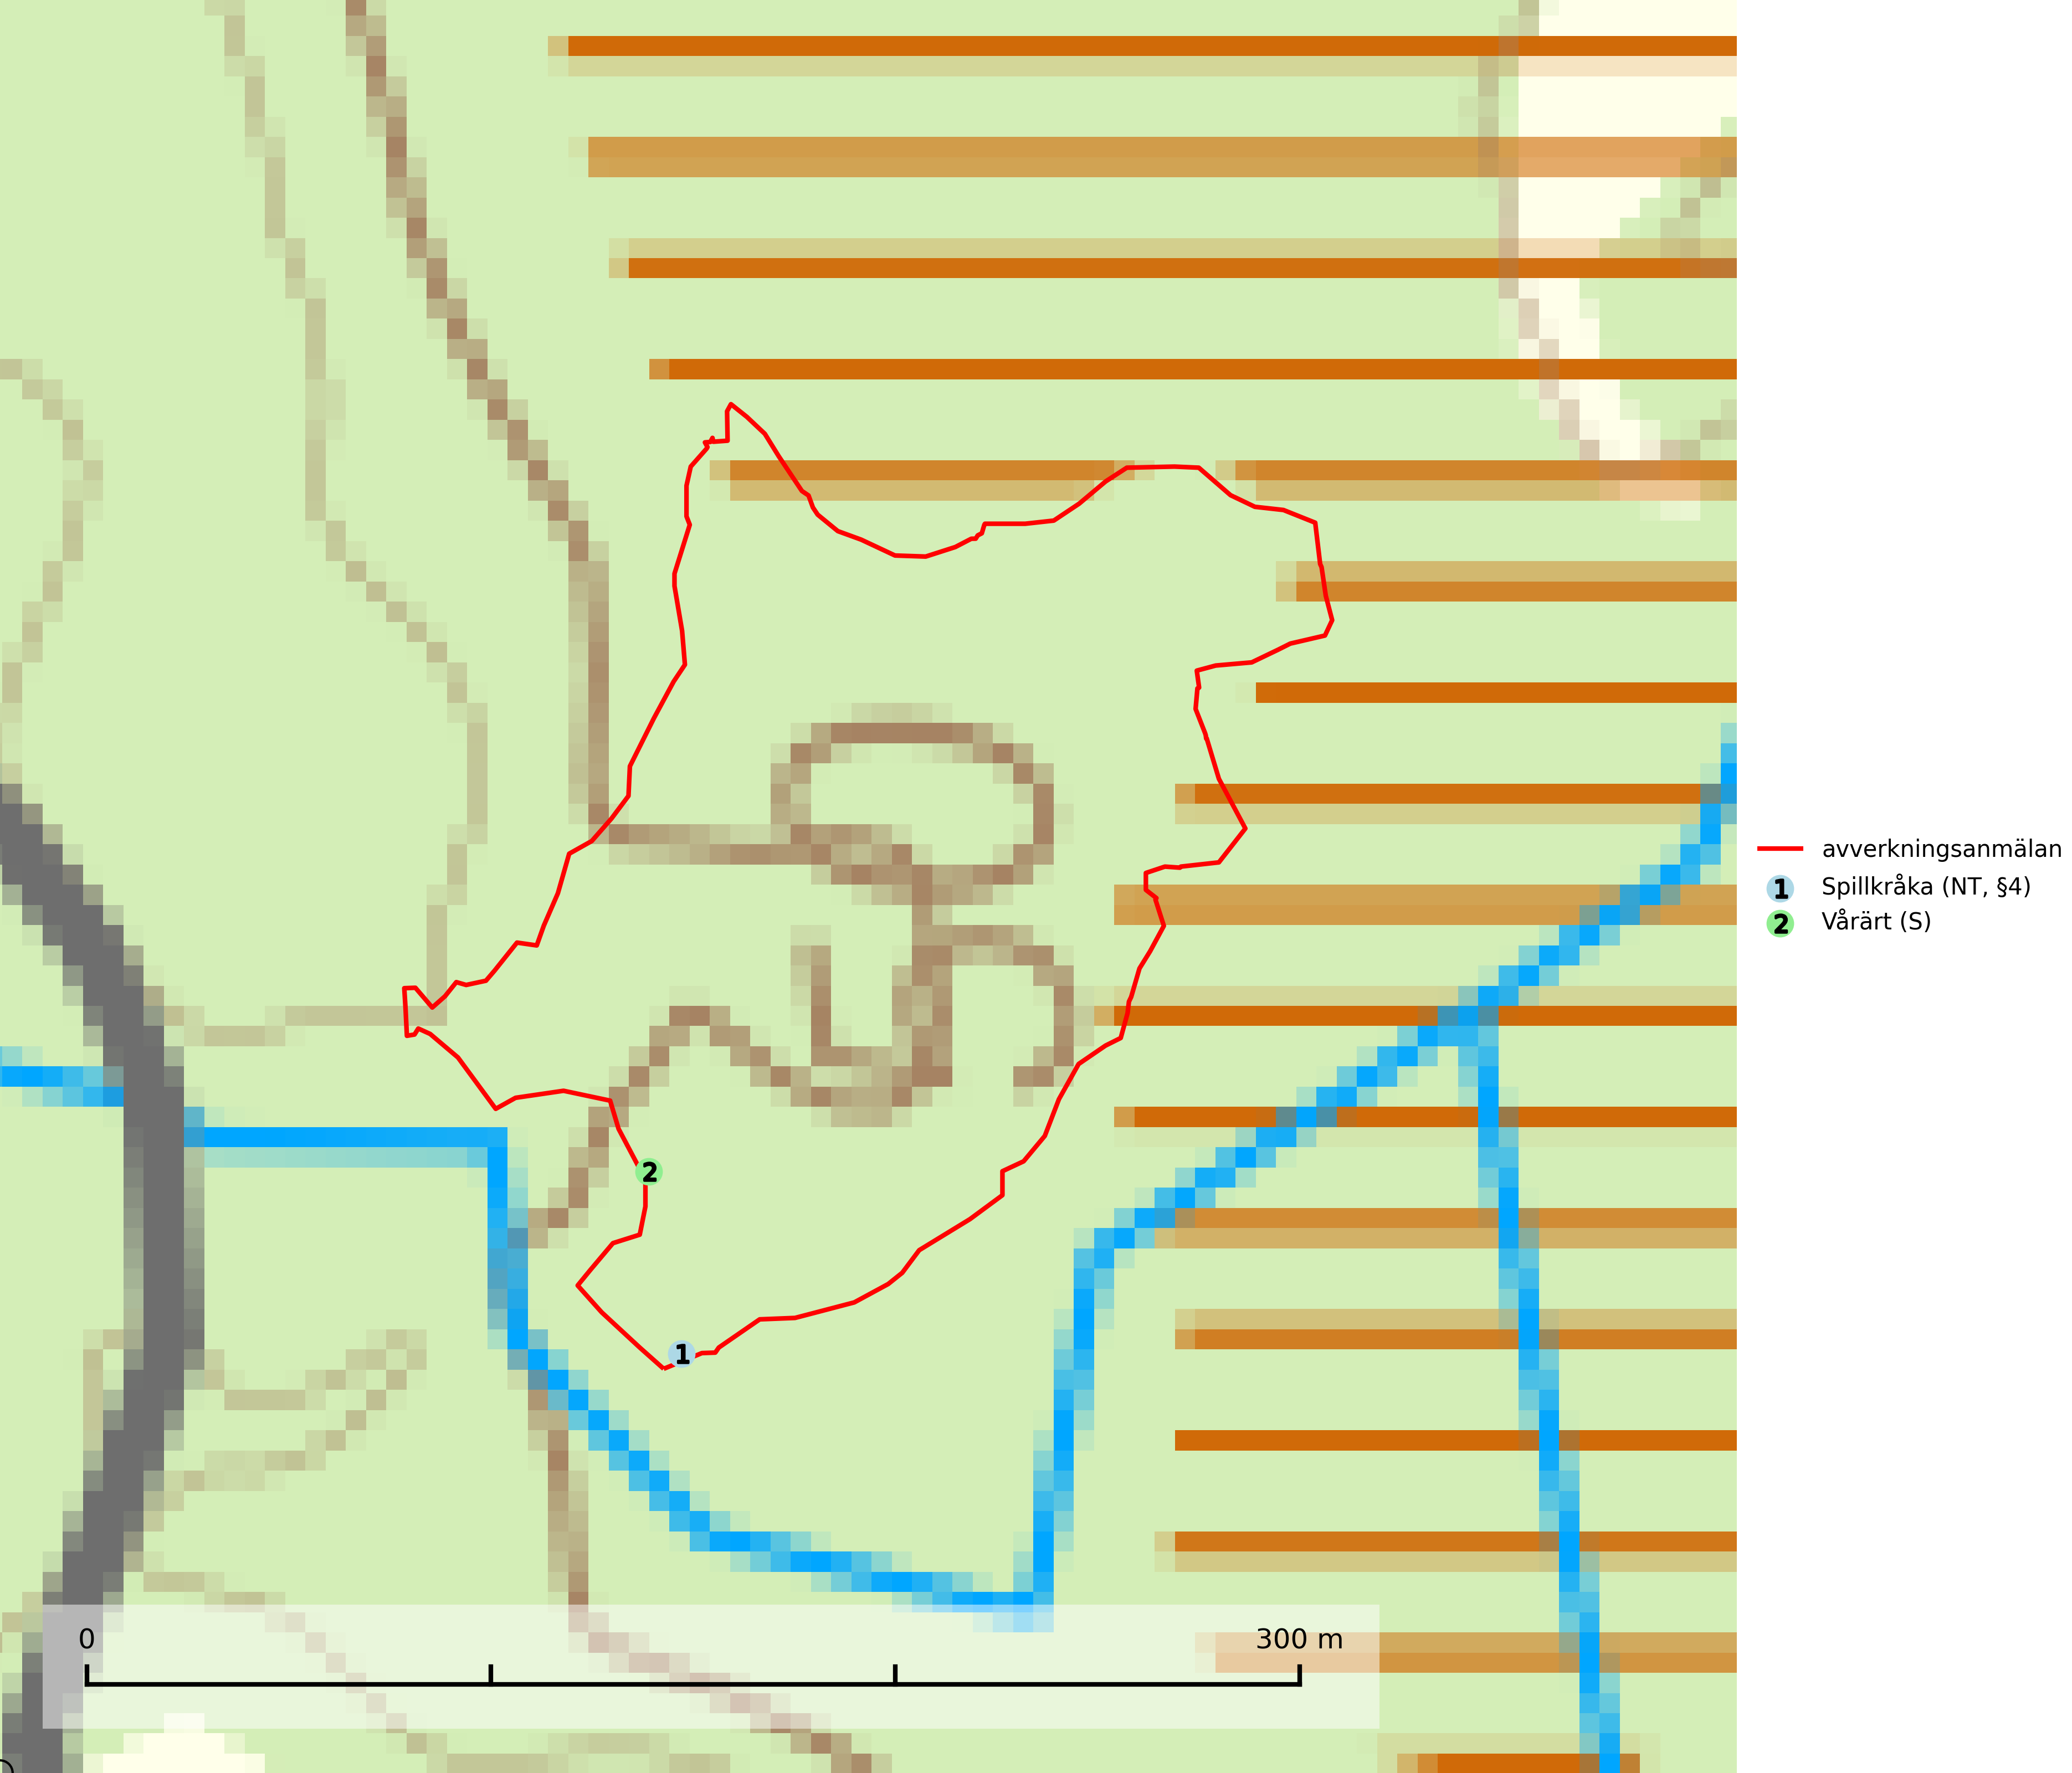 avverkningsanmälan
1 Spillkråka (NT, §4)
2 Vårärt (S)
2
1
0 300 m